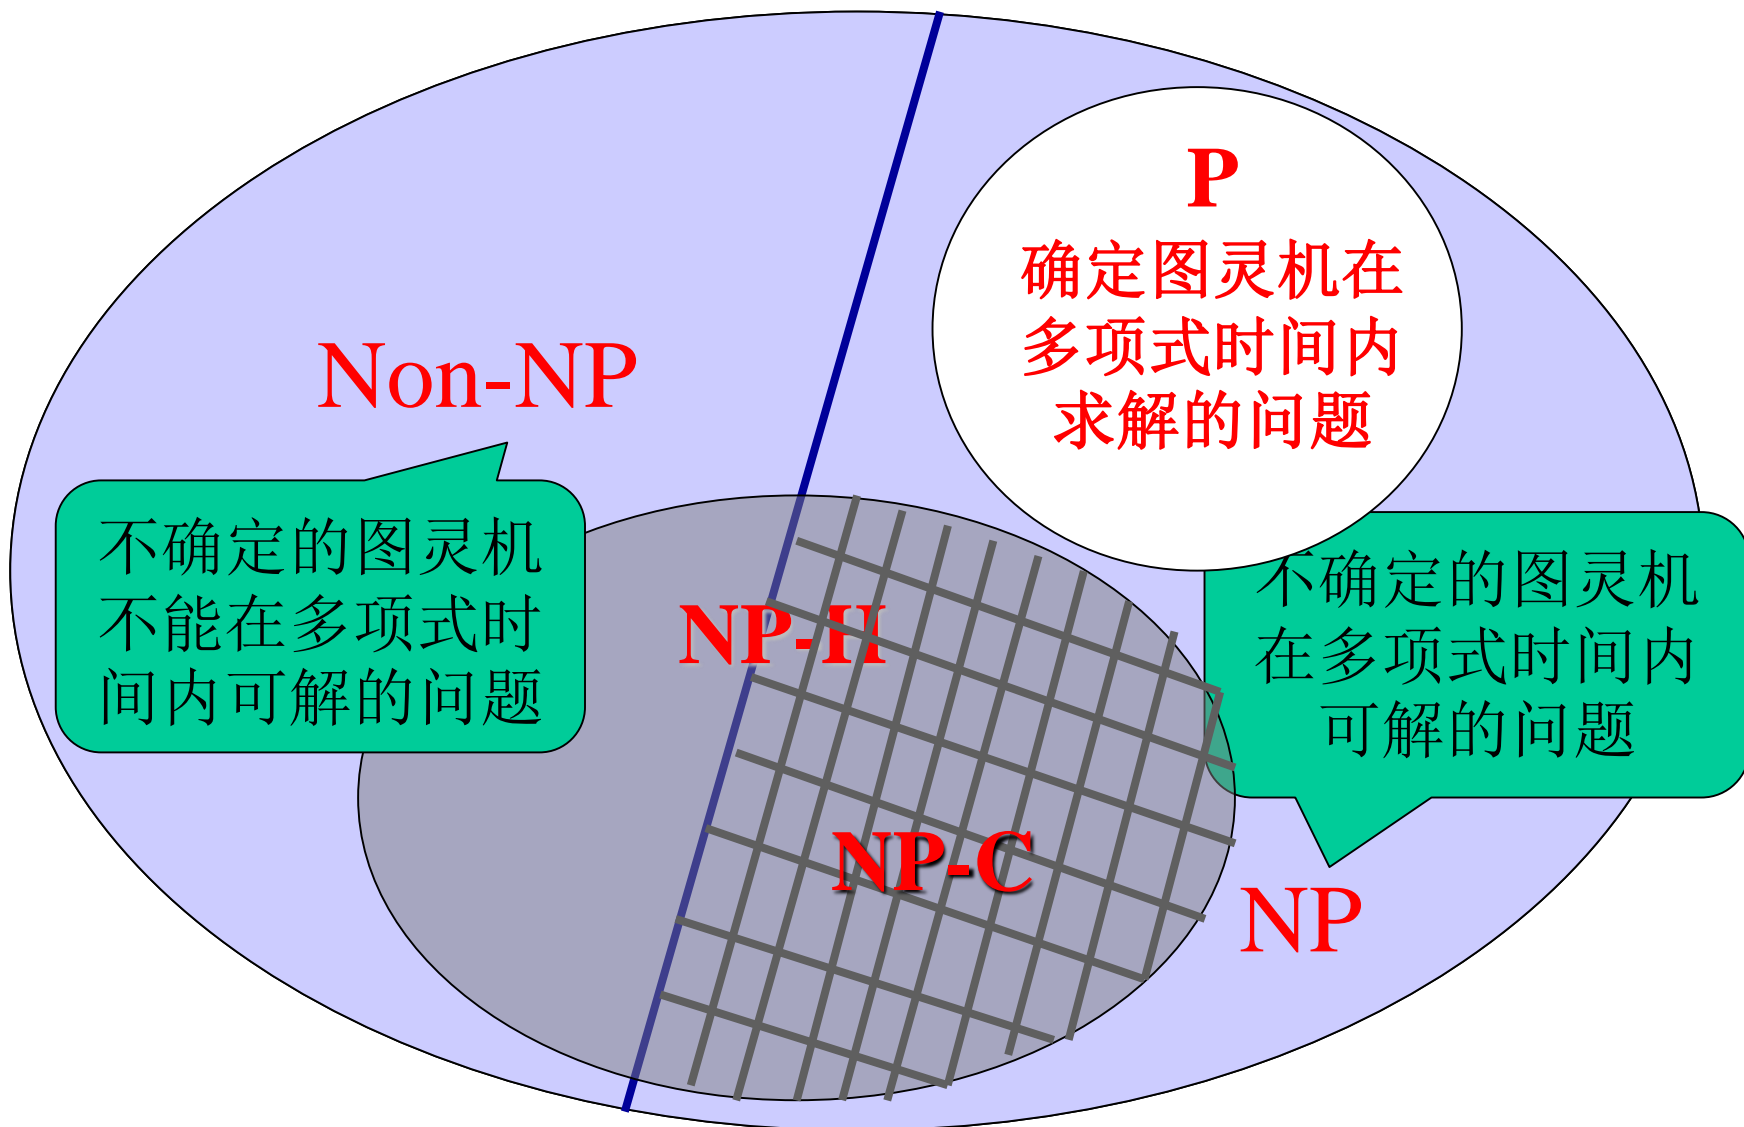 P
确定图灵机在
多项式时间内
求解的问题
Non-NP
不确定的图灵机
不能在多项式时
间内可解的问题
不确定的图灵机
在多项式时间内
可解的问题
NP-H
NP-C
NP